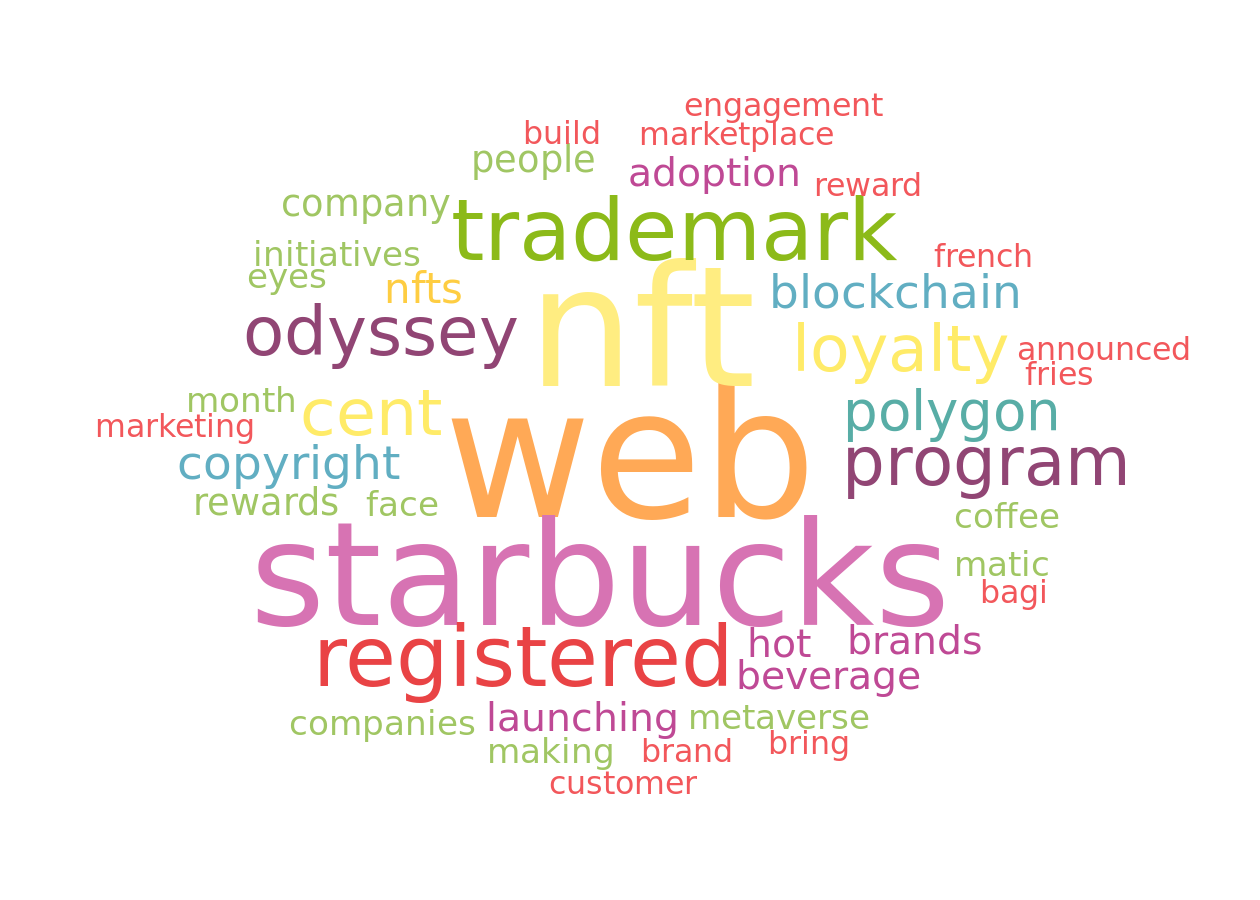 engagement
build
marketplace
people
adoption
reward
company
trademark
initiatives
french
eyes
nfts
nft
blockchain
odyssey
loyalty
announced
fries
month
cent
polygon
marketing
web
copyright
program
rewards
face
coffee
starbucks
matic
bagi
registered
hot
brands
beverage
companies
launching
metaverse
making
brand
bring
customer